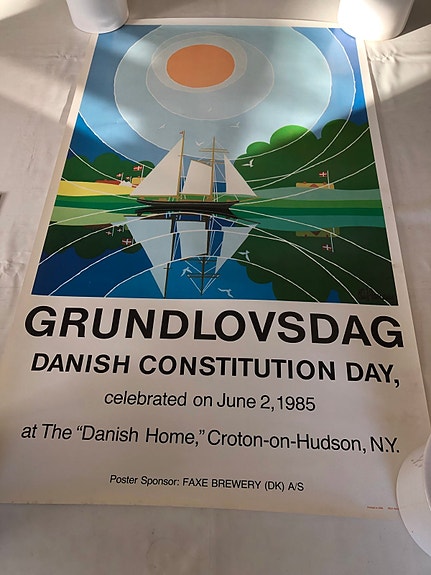 GRUNDLOVSDAG
DANISH CONSTITUTION DAY,
celebrated on June 2, 1985
at The "Danish Home," Croton-on-Hudson, N.Y.
Poster Sponsor: FAXE BREWERY (DK) A/S